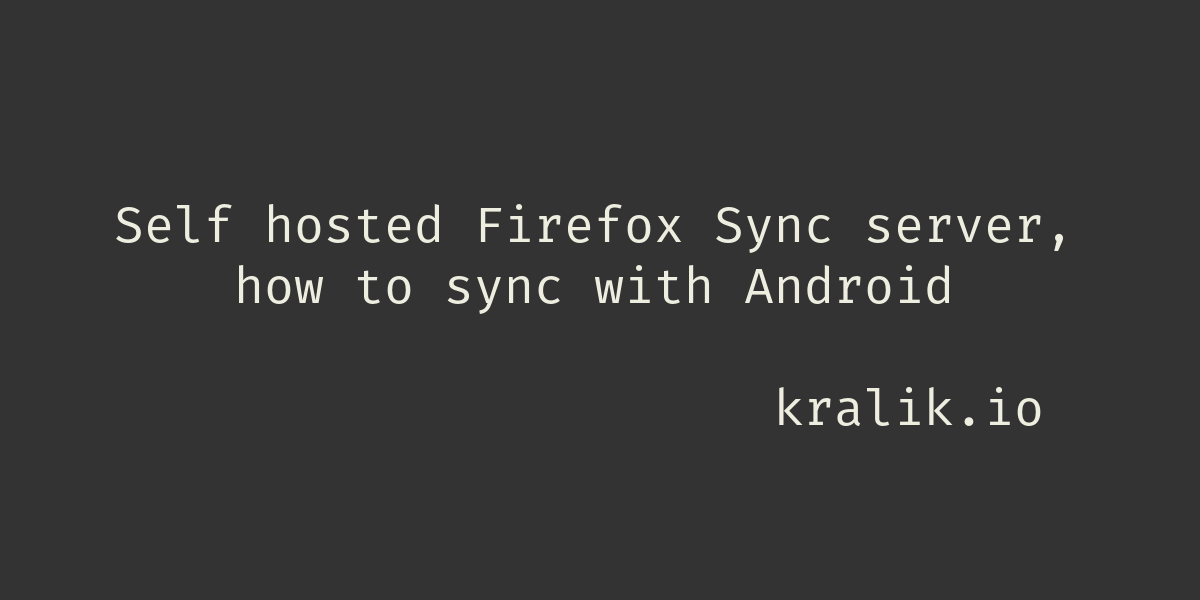 Self hosted Firefox Sync server,
how to sync with Android
kralik.io